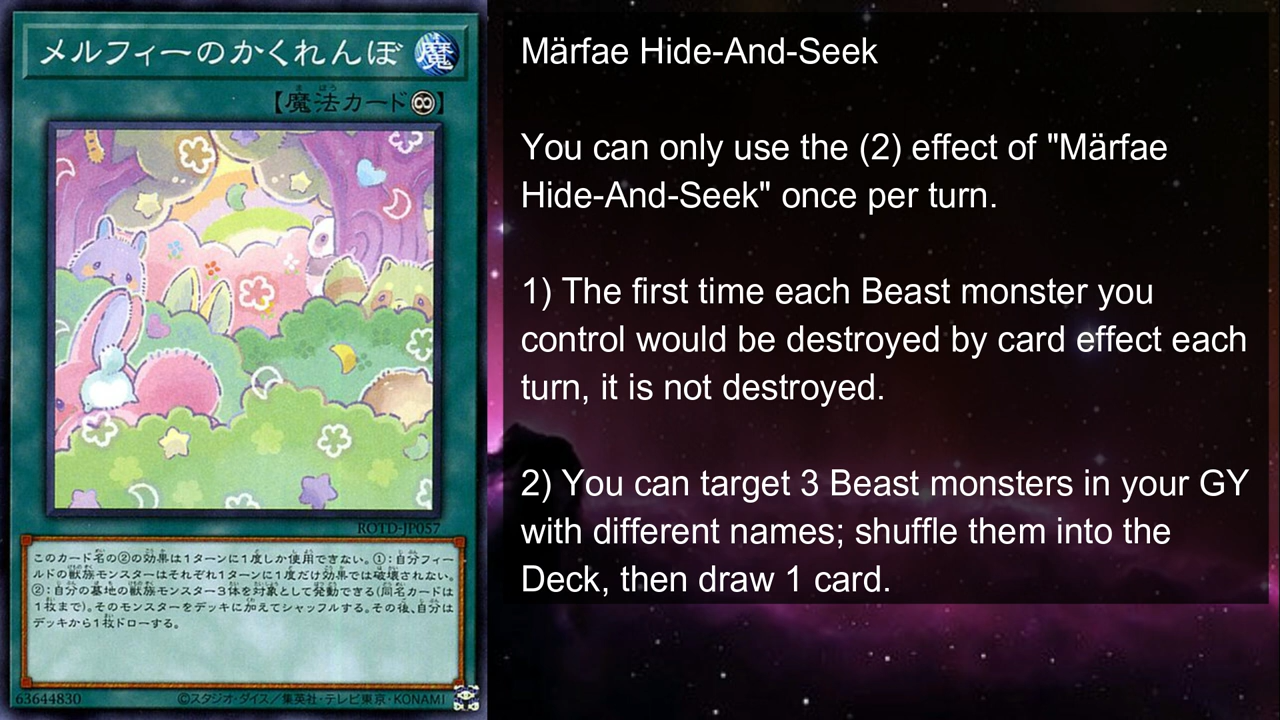 メルフィーのかくれんぼ 魔
【魔法カード∞】
ROTD-JP057
このカード名の②の効果は1ターンに1度しか使用できない。①:自分フィー
ルドの獣族モンスターはそれぞれ1ターンに1度だけ効果では破壊されない。
②:自分の墓地の獣族モンスター3体を対象として発動できる(同名カードは
1枚まで)。そのモンスターをデッキに加えてシャッフルする。その後、自分は
デッキから1枚ドローする。
63644830 ©スタジオ・ダイス/集英社・テレビ東京・KONAMI
Märfae Hide-And-Seek
You can only use the (2) effect of "Märfae
Hide-And-Seek" once per turn.
1) The first time each Beast monster you
control would be destroyed by card effect each
turn, it is not destroyed.
2) You can target 3 Beast monsters in your GY
with different names; shuffle them into the
Deck, then draw 1 card.